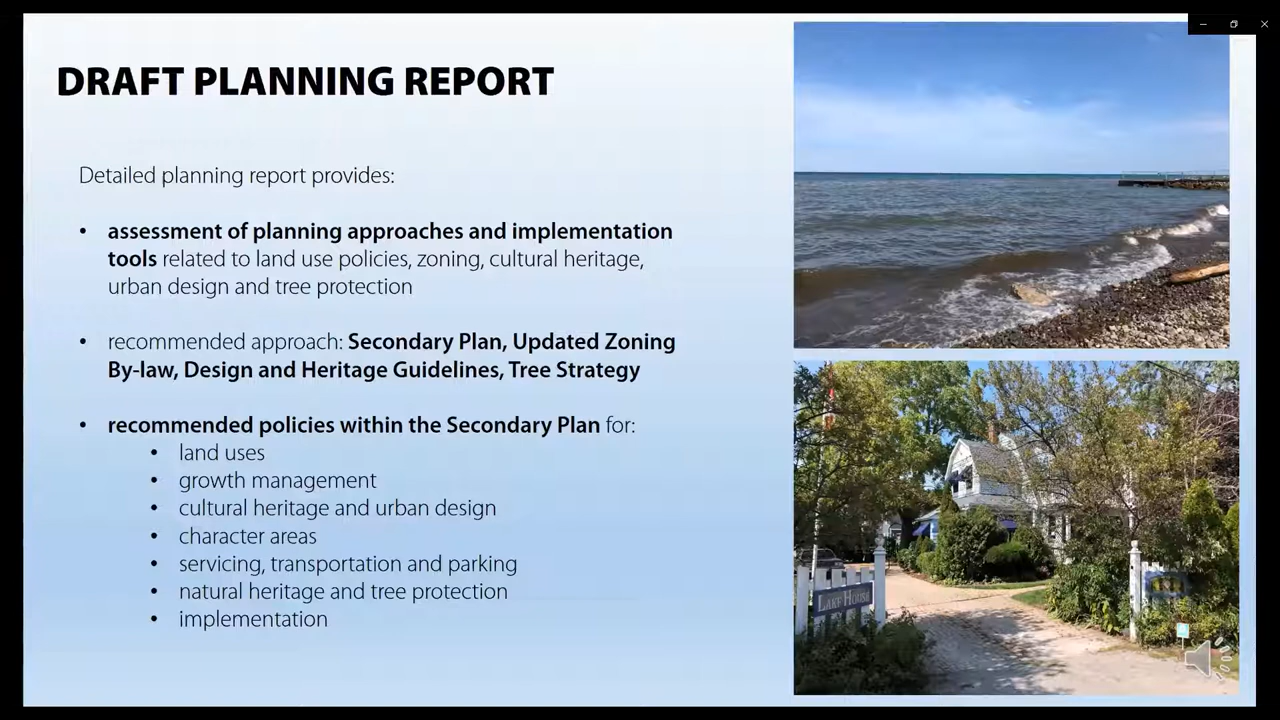 DRAFT PLANNING REPORT
Detailed planning report provides:
• assessment of planning approaches and implementation
tools related to land use policies, zoning, cultural heritage,
urban design and tree protection
• recommended approach: Secondary Plan, Updated Zoning
By-law, Design and Heritage Guidelines, Tree Strategy
• recommended policies within the Secondary Plan for:
• land uses
• growth management
• cultural heritage and urban design
• character areas
• servicing, transportation and parking
• natural heritage and tree protection
• implementation
LAKE HOUSE